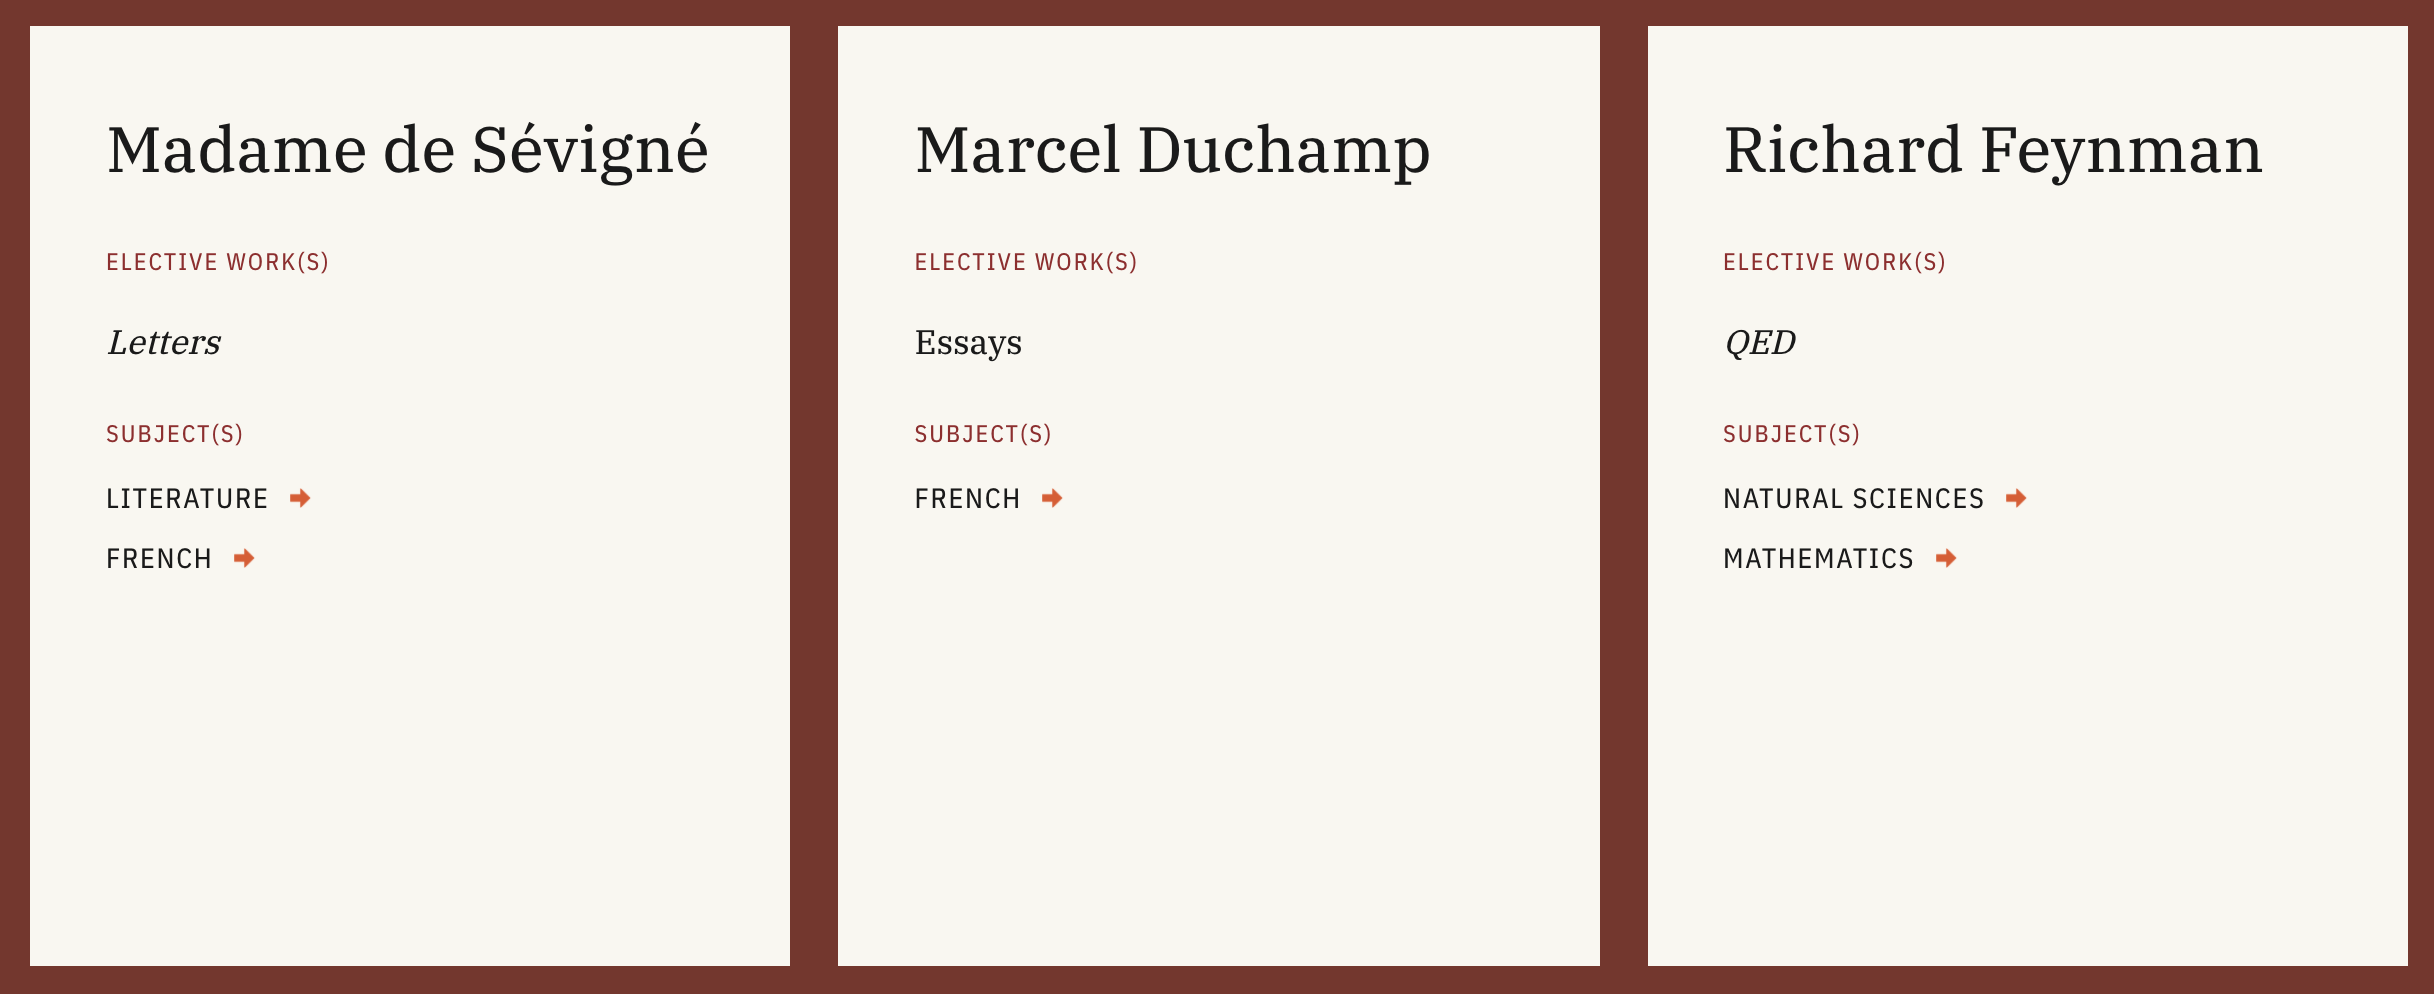 Madame de Sévigné
ELECTIVE WORK(S)
Letters
SUBJECT(S)
LITERATURE
FRENCH
Marcel Duchamp
ELECTIVE WORK(S)
Essays
SUBJECT(S)
FRENCH
Richard Feynman
ELECTIVE WORK(S)
QED
SUBJECT(S)
NATURAL SCIENCES
MATHEMATICS